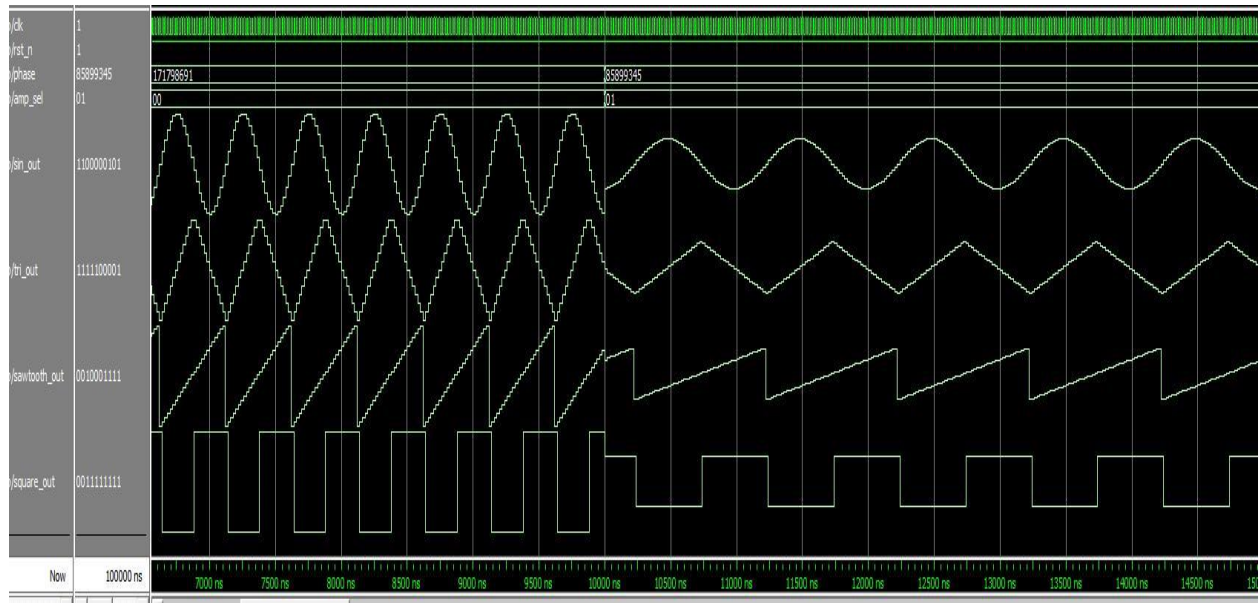 /clk 1
/rst_n 1
/phase 85899345 171798691 85899345
/amp_sel 01 00 01
/sin_out 1100000101
/tri_out 1111100001
/sawtooth_out 0010001111
/square_out 0011111111
Now 100000 ns 7000 ns 7500 ns 8000 ns 8500 ns 9000 ns 9500 ns 10000 ns 10500 ns 11000 ns 11500 ns 12000 ns 12500 ns 13000 ns 13500 ns 14000 ns 14500 ns